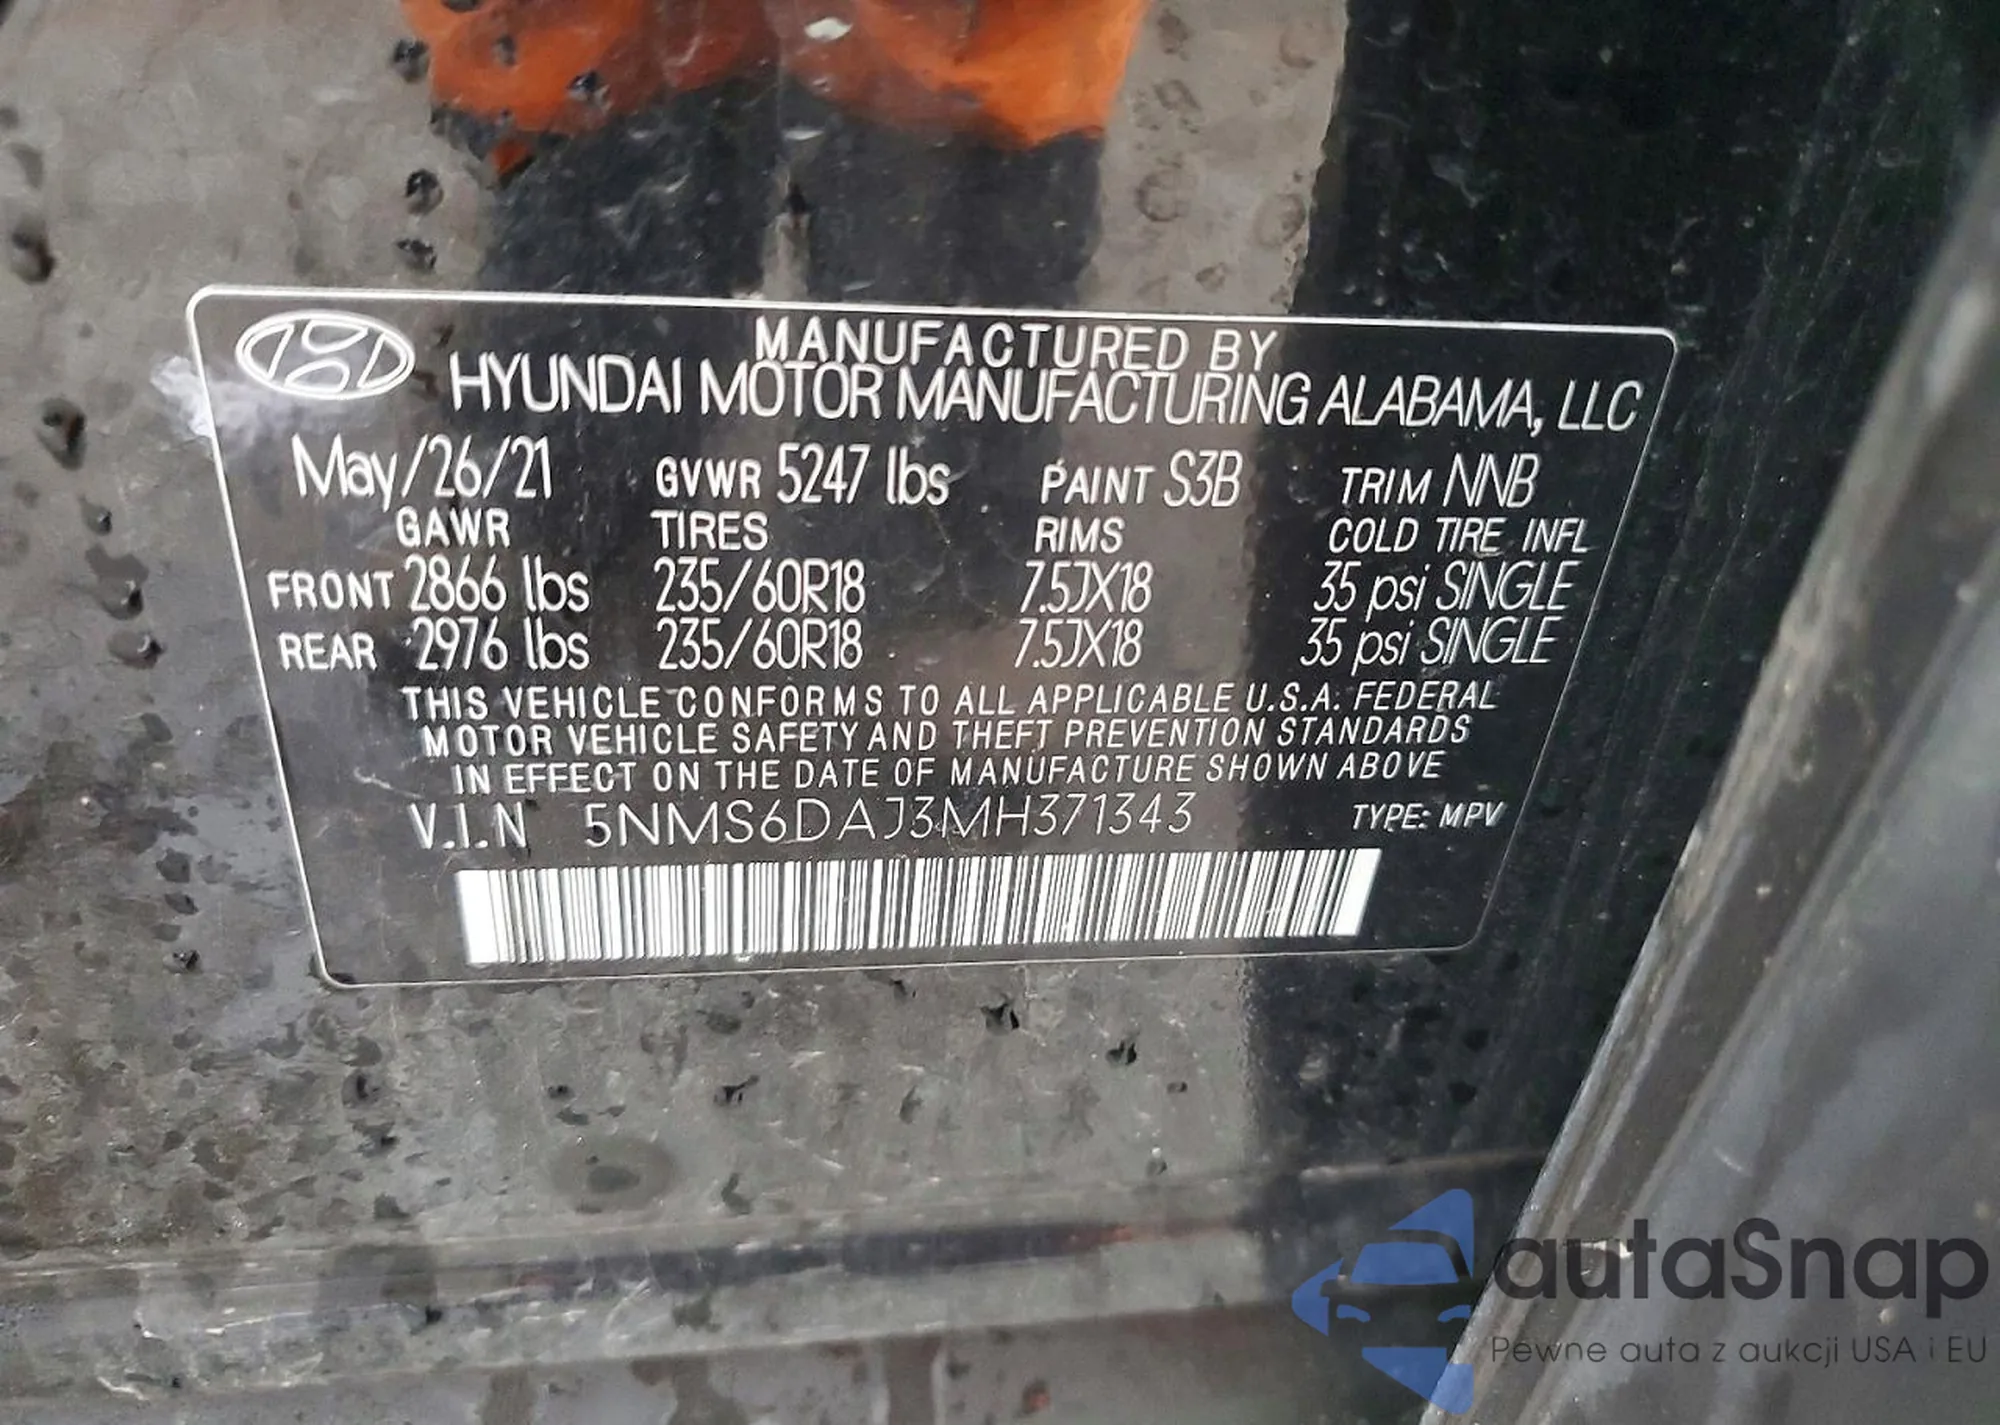 MANUFACTURED BY
HYUNDAI MOTOR MANUFACTURING ALABAMA, LLC
May/26/21 GVWR 5247 lbs PAINT S3B TRIM NNB
GAWR TIRES RIMS COLD TIRE INFL
FRONT 2866 lbs 235/60R18 7.5JX18 35 psi SINGLE
REAR 2976 lbs 235/60R18 7.5JX18 35 psi SINGLE
THIS VEHICLE CONFORMS TO ALL APPLICABLE U.S.A. FEDERAL
MOTOR VEHICLE SAFETY AND THEFT PREVENTION STANDARDS
IN EFFECT ON THE DATE OF MANUFACTURE SHOWN ABOVE
V.I.N 5NMS6DAJ3MH371343 TYPE: MPV
autaSnap
Pewne auta z aukcji USA i EU